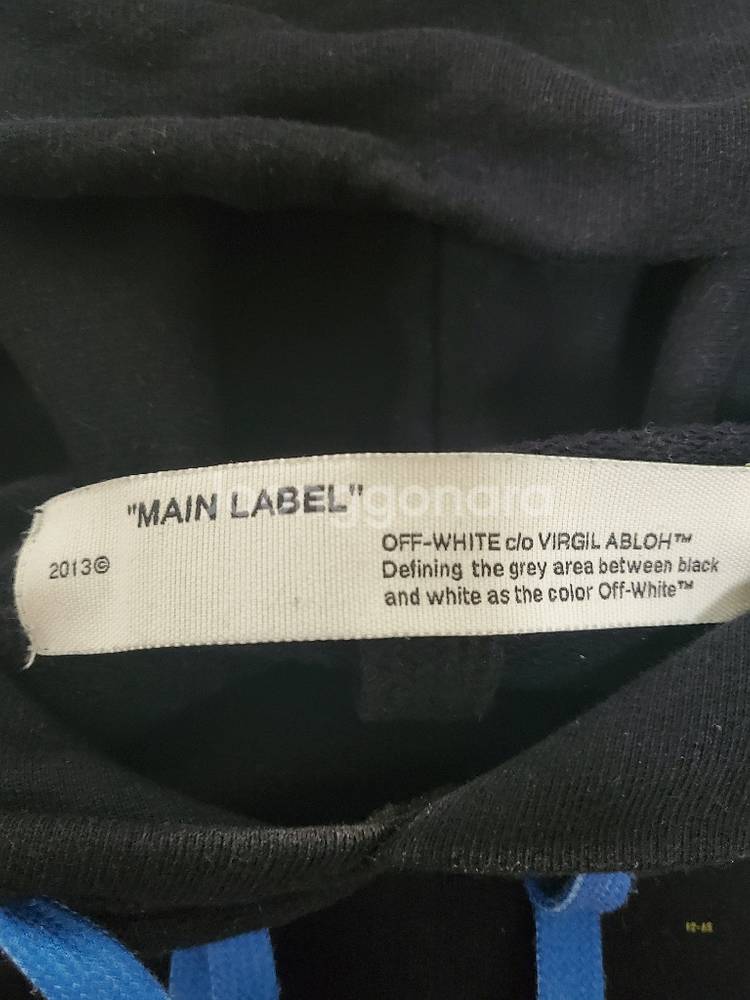 "MAIN LABEL"
2013©
OFF-WHITE c/o VIRGIL ABLOH™
Defining the grey area between black
and white as the color Off-White™